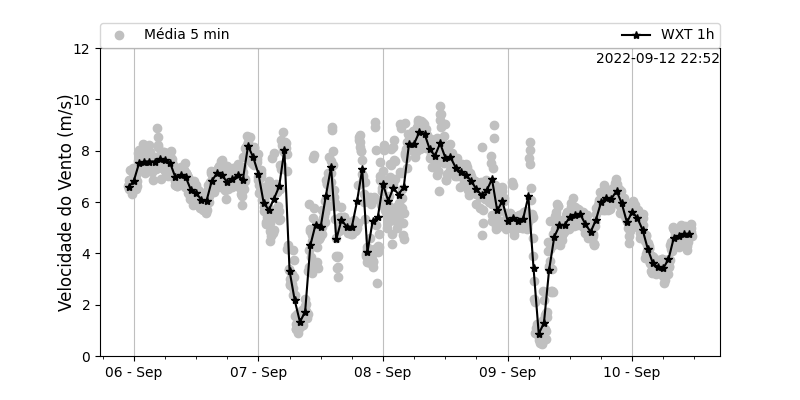 Média 5 min
WXT 1h
2022-09-12 22:52
Velocidade do Vento (m/s)
12
10
8
6
4
2
0
06 - Sep
07 - Sep
08 - Sep
09 - Sep
10 - Sep